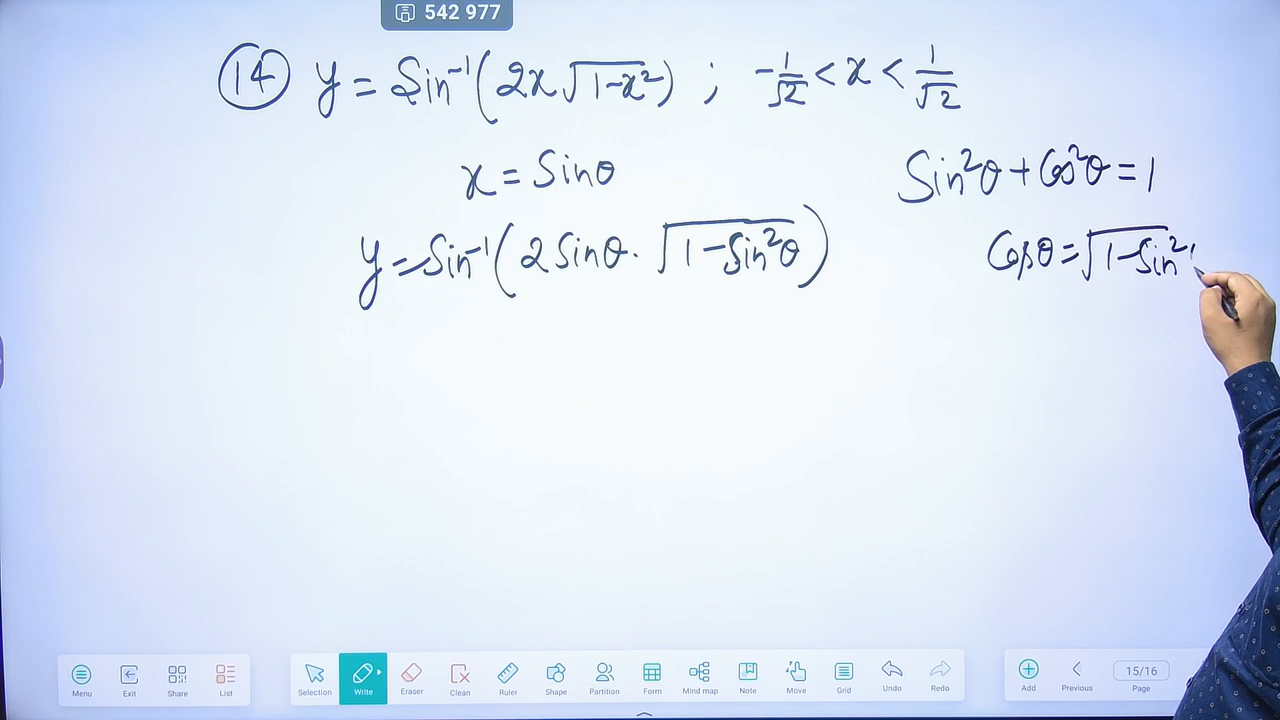 542 977
(14) y = Sin⁻¹(2x√(1-x²)) ; -1/√2 < x < 1/√2
x = Sinθ
Sin²θ + Cos²θ = 1
y = Sin⁻¹(2 Sinθ · √(1-Sin²θ))
Cosθ = √(1-Sin²
Menu Exit Share List Selection Write Eraser Clean Ruler Shape Partition Form Mind map Note Move Grid Undo Redo Add Previous 15/16 Page